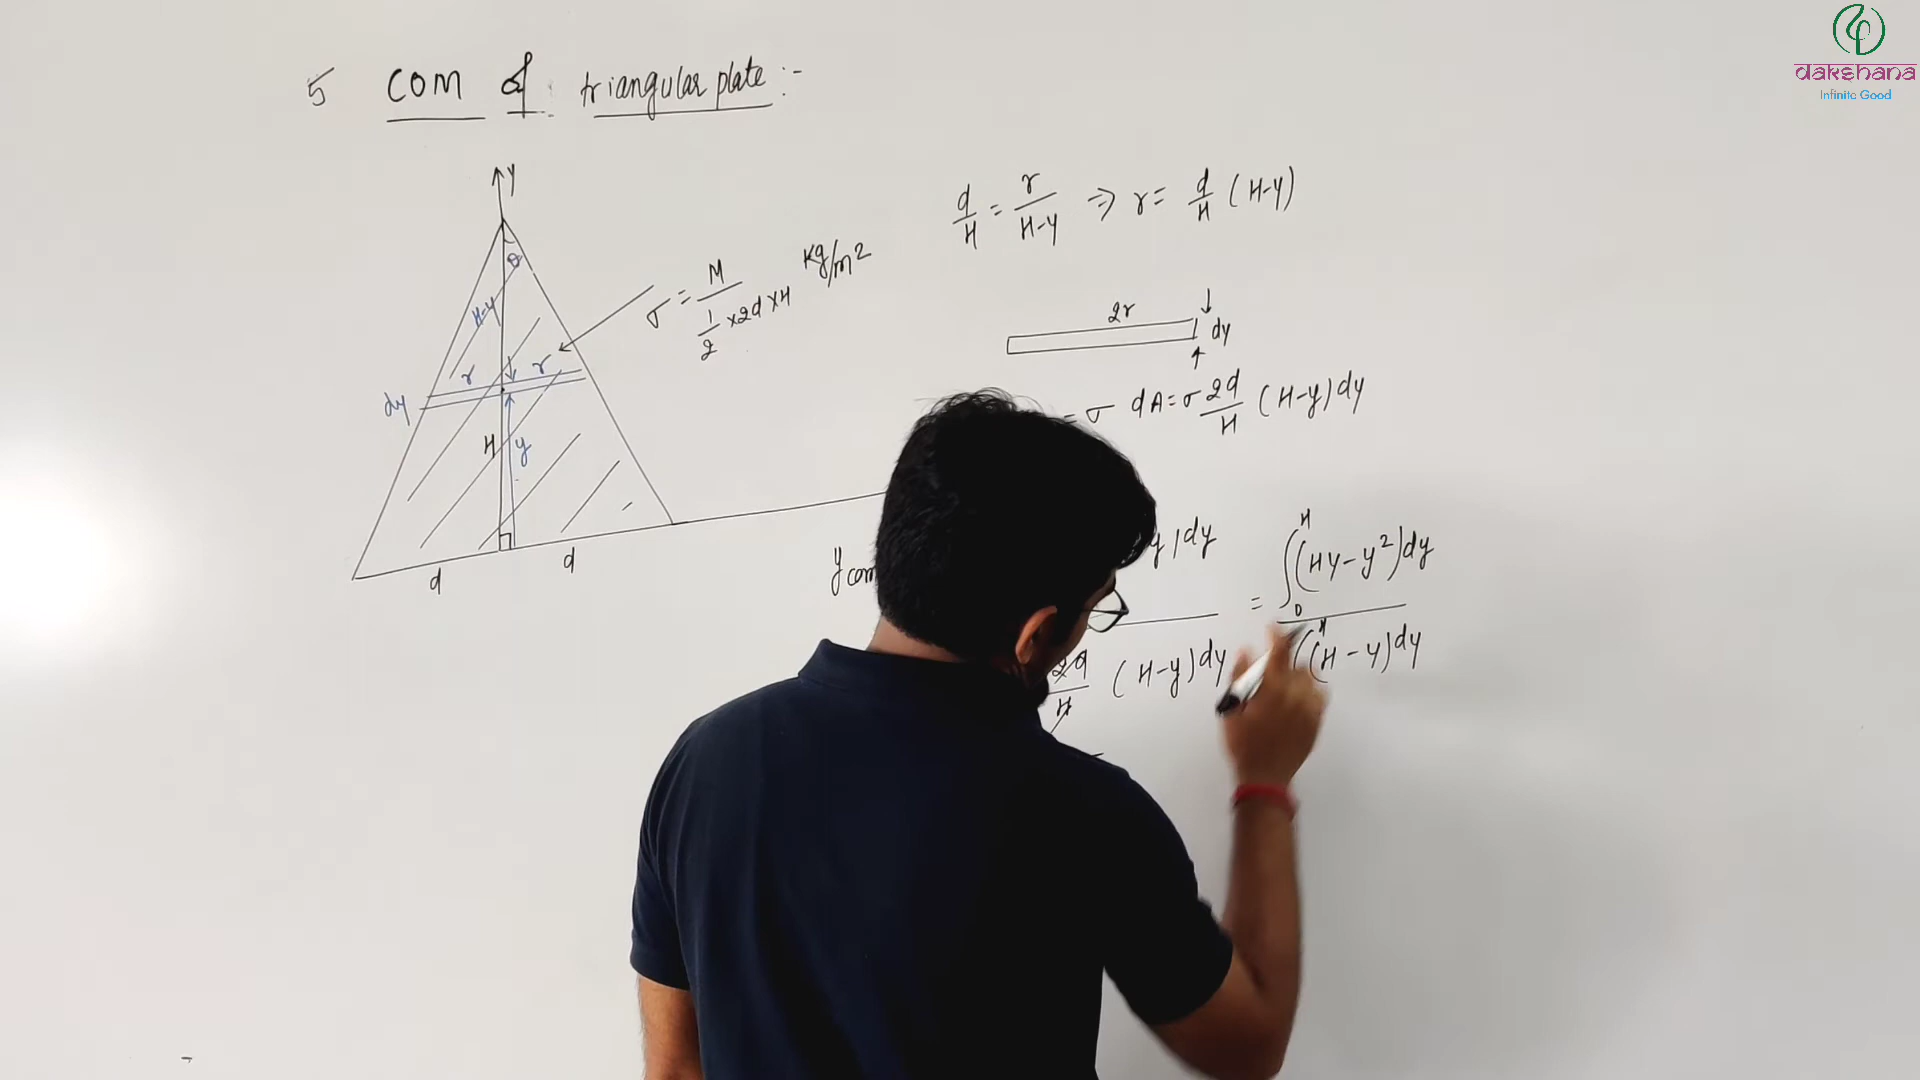 5 COM of triangular plate :-
y
θ
H-y
r r
dy
H y
d d
σ = M / (1/2 × 2d × H) kg/m²
d/H = r/(H-y) ⇒ r = d/H (H-y)
2r dy
= σ dA = σ 2d/H (H-y) dy
y com
y) dy
2d/H (H-y) dy
= ∫₀ᴴ (Hy - y²) dy / ∫ᴴ (H - y) dy
dakshana
Infinite Good